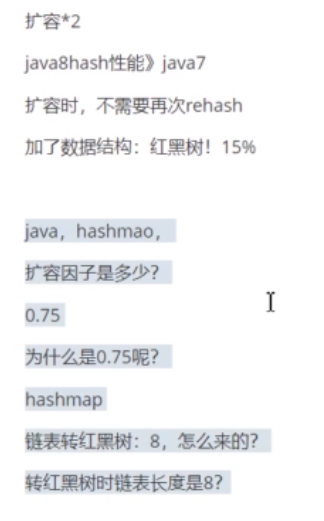 扩容*2
java8hash性能》java7
扩容时，不需要再次rehash
加了数据结构：红黑树！15%
java，hashmao，
扩容因子是多少？
0.75
为什么是0.75呢？
hashmap
链表转红黑树：8，怎么来的？
转红黑树时链表长度是8？